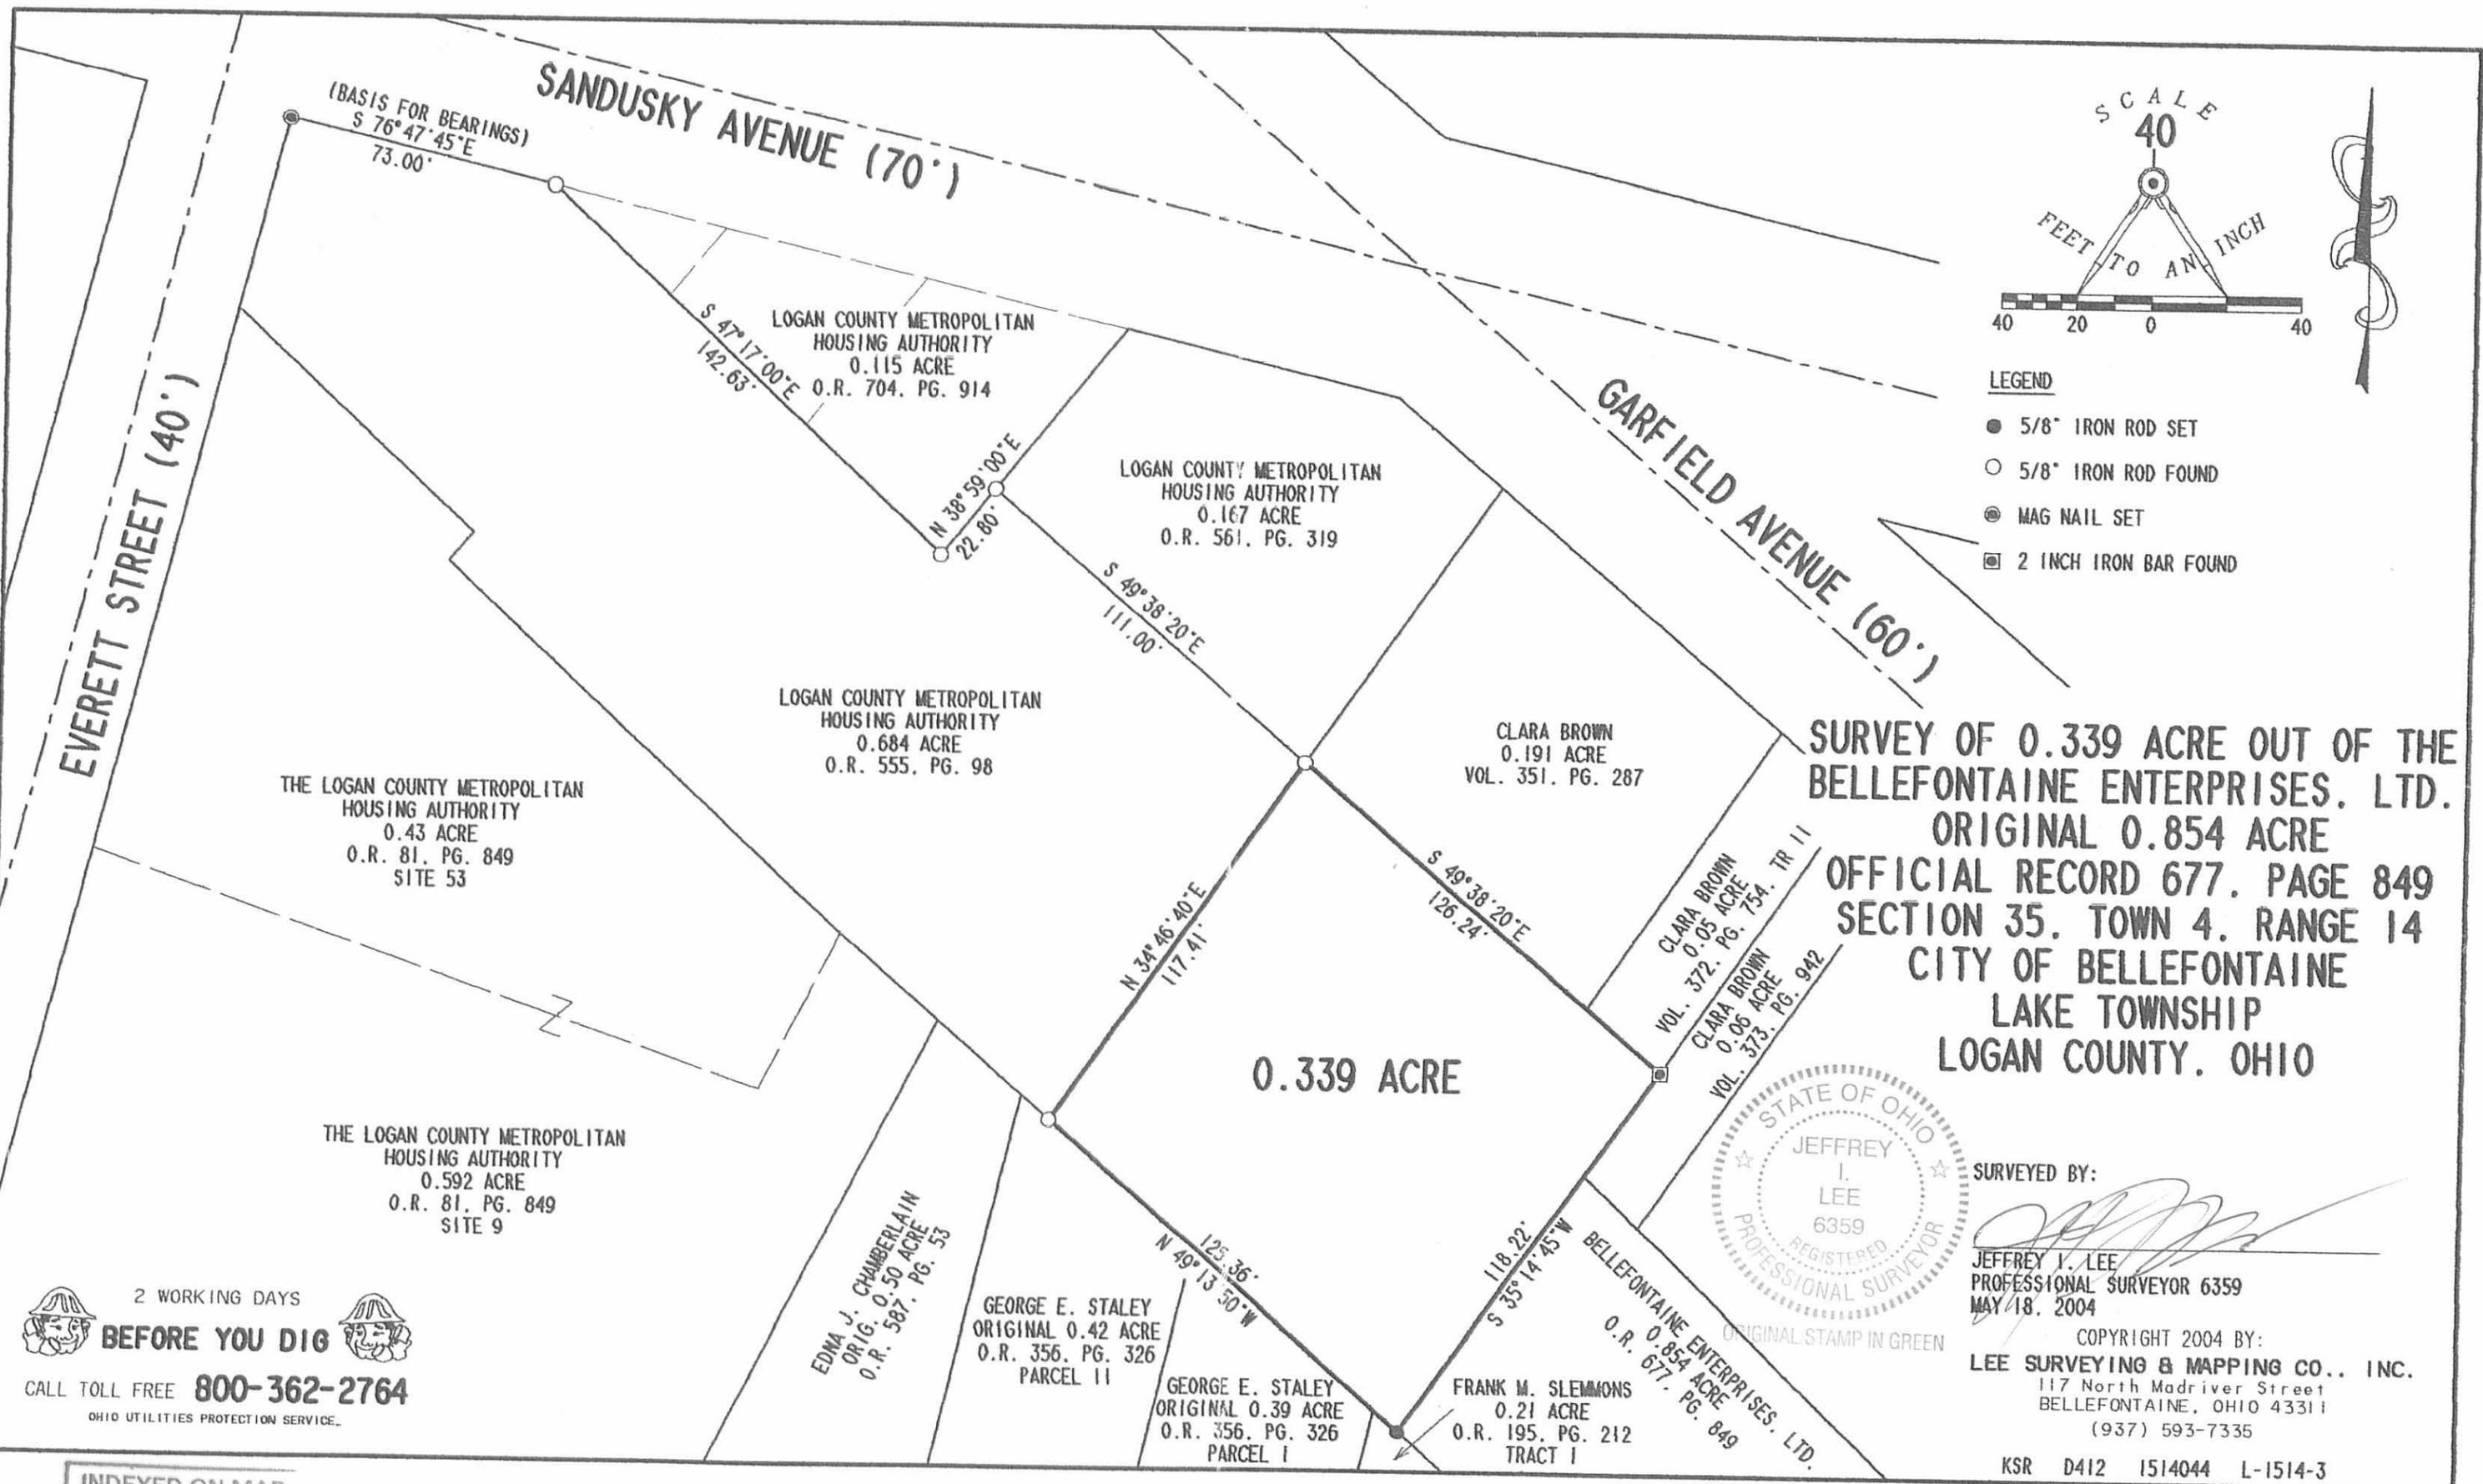 (BASIS FOR BEARINGS)
S 76°47'45"E
73.00'
SANDUSKY AVENUE (70')
SCALE
40
FEET TO AN INCH
40 20 0 40
LEGEND
5/8" IRON ROD SET
5/8" IRON ROD FOUND
MAG NAIL SET
2 INCH IRON BAR FOUND
EVERETT STREET (40')
GARFIELD AVENUE (60')
S 47°17'00"E
142.63'
LOGAN COUNTY METROPOLITAN
HOUSING AUTHORITY
0.115 ACRE
O.R. 704, PG. 914
N 38°59'00"E
22.80'
LOGAN COUNTY METROPOLITAN
HOUSING AUTHORITY
0.167 ACRE
O.R. 561, PG. 319
S 49°38'20"E
111.00'
LOGAN COUNTY METROPOLITAN
HOUSING AUTHORITY
0.684 ACRE
O.R. 555, PG. 98
CLARA BROWN
0.191 ACRE
VOL. 351, PG. 287
THE LOGAN COUNTY METROPOLITAN
HOUSING AUTHORITY
0.43 ACRE
O.R. 81, PG. 849
SITE 53
N 34°46'40"E
117.41'
S 49°38'20"E
126.24'
CLARA BROWN
0.05 ACRE
VOL. 372, PG. 754, TR II
CLARA BROWN
0.06 ACRE
VOL. 373, PG. 942
SURVEY OF 0.339 ACRE OUT OF THE
BELLEFONTAINE ENTERPRISES, LTD.
ORIGINAL 0.854 ACRE
OFFICIAL RECORD 677, PAGE 849
SECTION 35, TOWN 4, RANGE 14
CITY OF BELLEFONTAINE
LAKE TOWNSHIP
LOGAN COUNTY, OHIO
0.339 ACRE
THE LOGAN COUNTY METROPOLITAN
HOUSING AUTHORITY
0.592 ACRE
O.R. 81, PG. 849
SITE 9
EDNA J. CHAMBERLAIN
ORIG. 0.50 ACRE
O.R. 587, PG. 53
GEORGE E. STALEY
ORIGINAL 0.42 ACRE
O.R. 356, PG. 326
PARCEL II
125.36'
N 49°13'50"W
GEORGE E. STALEY
ORIGINAL 0.39 ACRE
O.R. 356, PG. 326
PARCEL I
118.22'
S 35°14'45"W
FRANK M. SLEMMONS
0.21 ACRE
O.R. 195, PG. 212
TRACT I
BELLEFONTAINE ENTERPRISES, LTD.
0.854 ACRE
O.R. 677, PG. 849
STATE OF OHIO
JEFFREY
I.
LEE
6359
REGISTERED
PROFESSIONAL SURVEYOR
ORIGINAL STAMP IN GREEN
SURVEYED BY:
JEFFREY I. LEE
PROFESSIONAL SURVEYOR 6359
MAY 18, 2004
COPYRIGHT 2004 BY:
LEE SURVEYING & MAPPING CO., INC.
117 North Madriver Street
BELLEFONTAINE, OHIO 43311
(937) 593-7335
KSR D412 1514044 L-1514-3
2 WORKING DAYS
BEFORE YOU DIG
CALL TOLL FREE 800-362-2764
OHIO UTILITIES PROTECTION SERVICE.
INDEXED ON MAP